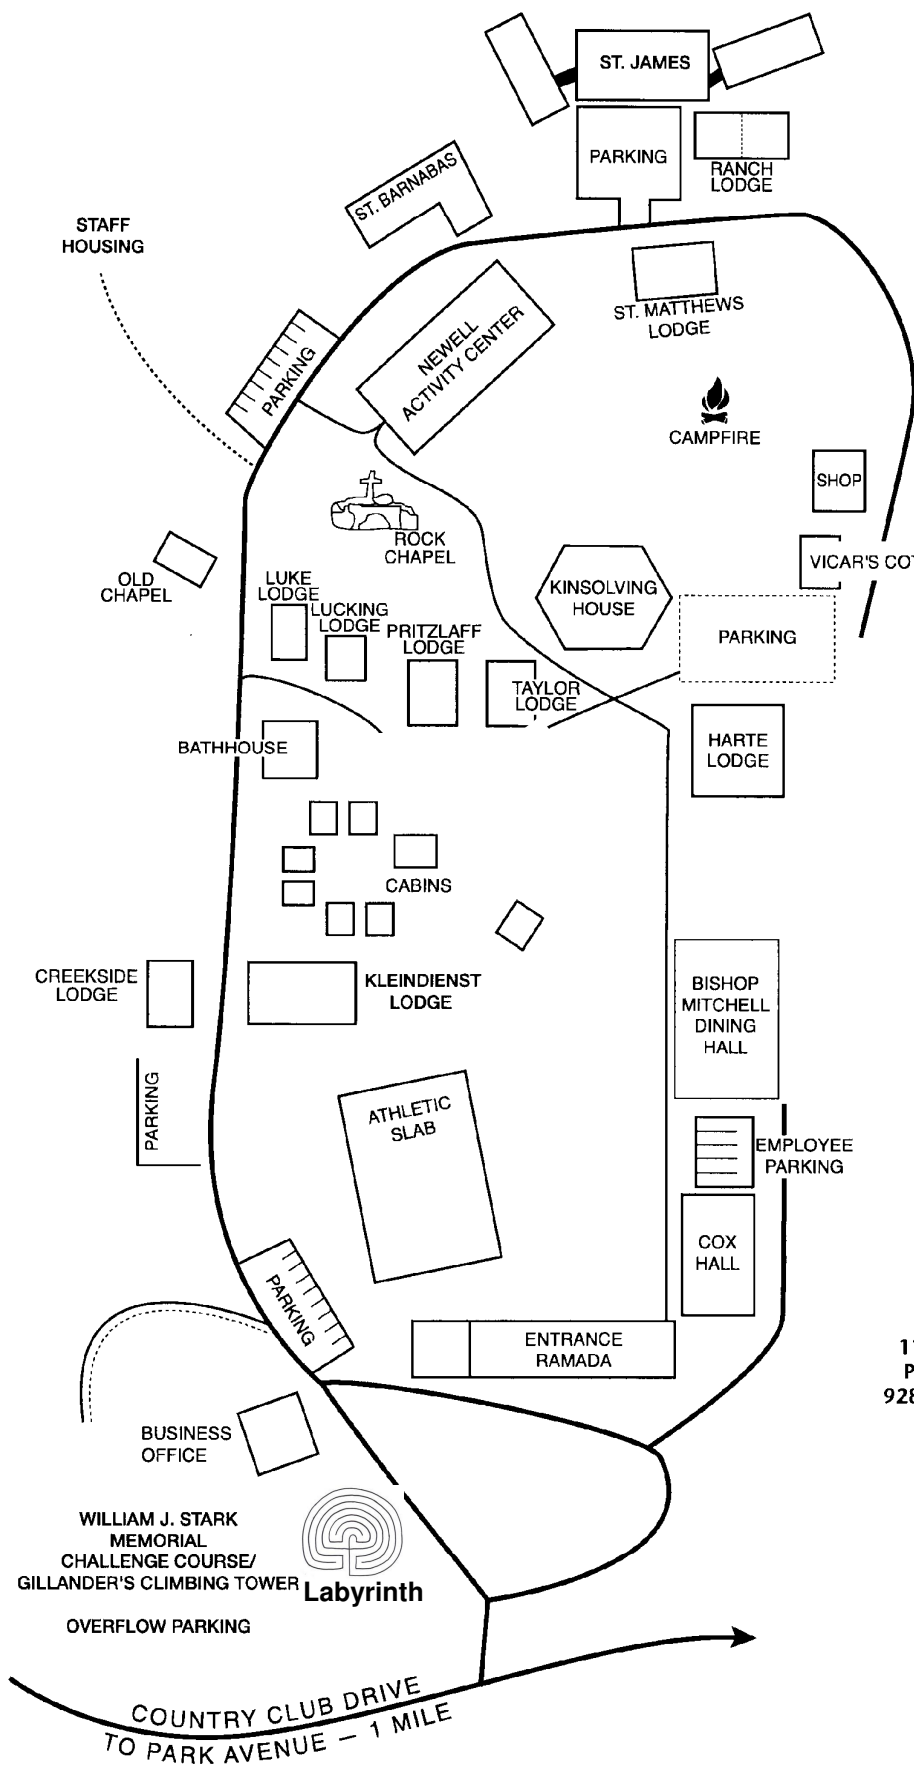 ST. JAMES
PARKING
RANCH
LODGE
ST. BARNABAS
STAFF
HOUSING
ST. MATTHEWS
LODGE
NEWELL
ACTIVITY CENTER
PARKING
CAMPFIRE
SHOP
ROCK
CHAPEL
VICAR'S COT
OLD
CHAPEL
LUKE
LODGE
LUCKING
LODGE
PRITZLAFF
LODGE
KINSOLVING
HOUSE
PARKING
TAYLOR
LODGE
BATHHOUSE
HARTE
LODGE
CABINS
CREEKSIDE
LODGE
KLEINDIENST
LODGE
BISHOP
MITCHELL
DINING
HALL
PARKING
ATHLETIC
SLAB
EMPLOYEE
PARKING
COX
HALL
PARKING
ENTRANCE
RAMADA
P
928
BUSINESS
OFFICE
WILLIAM J. STARK
MEMORIAL
CHALLENGE COURSE/
GILLANDER'S CLIMBING TOWER
Labyrinth
OVERFLOW PARKING
COUNTRY CLUB DRIVE
TO PARK AVENUE – 1 MILE